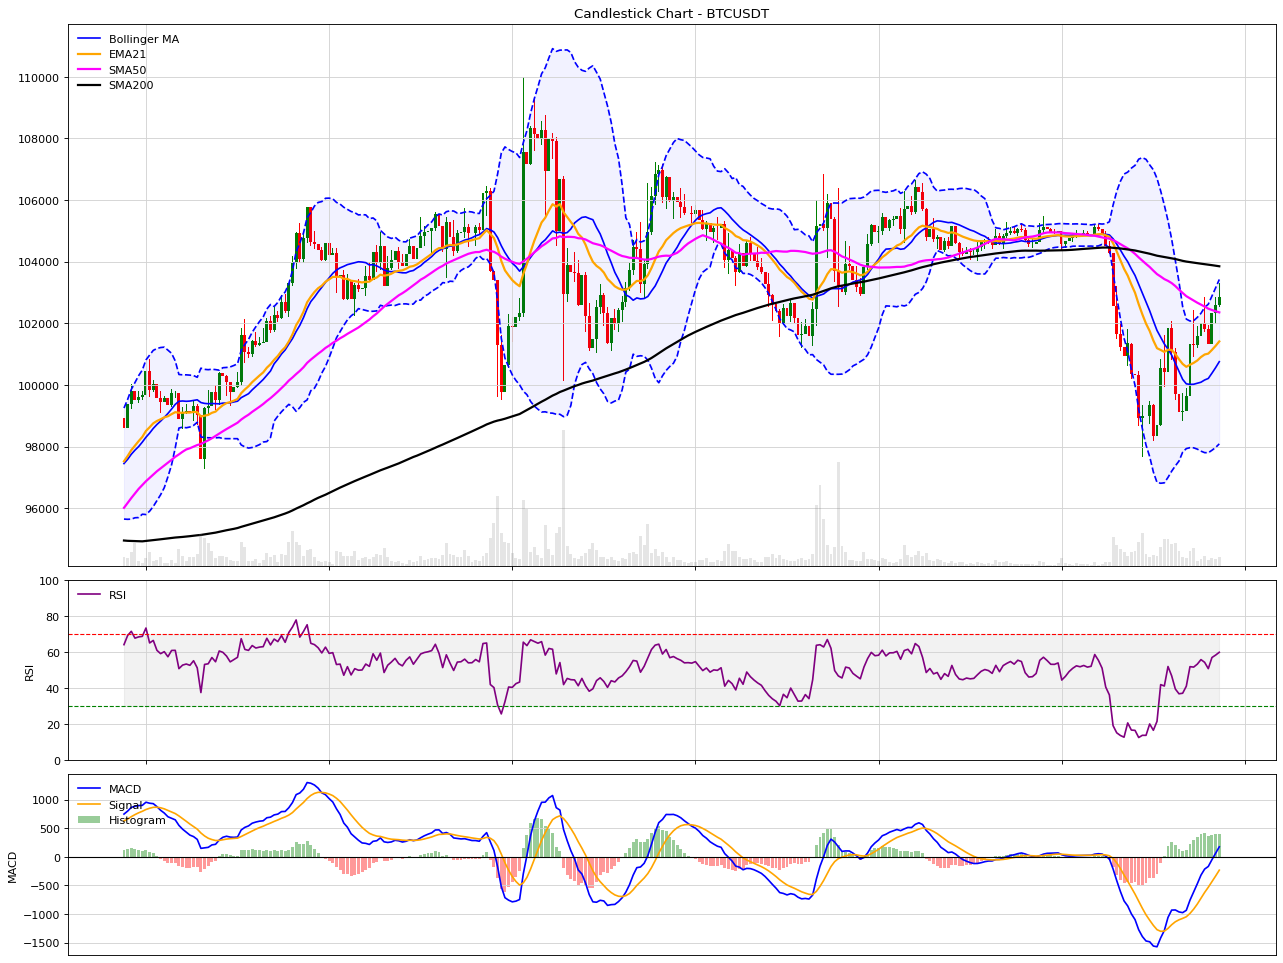 Candlestick Chart - BTCUSDT
Bollinger MA
EMA21
SMA50
SMA200
110000
108000
106000
104000
102000
100000
98000
96000
RSI
100
80
60
40
20
0
RSI
MACD
Signal
Histogram
1000
500
0
−500
−1000
−1500
MACD